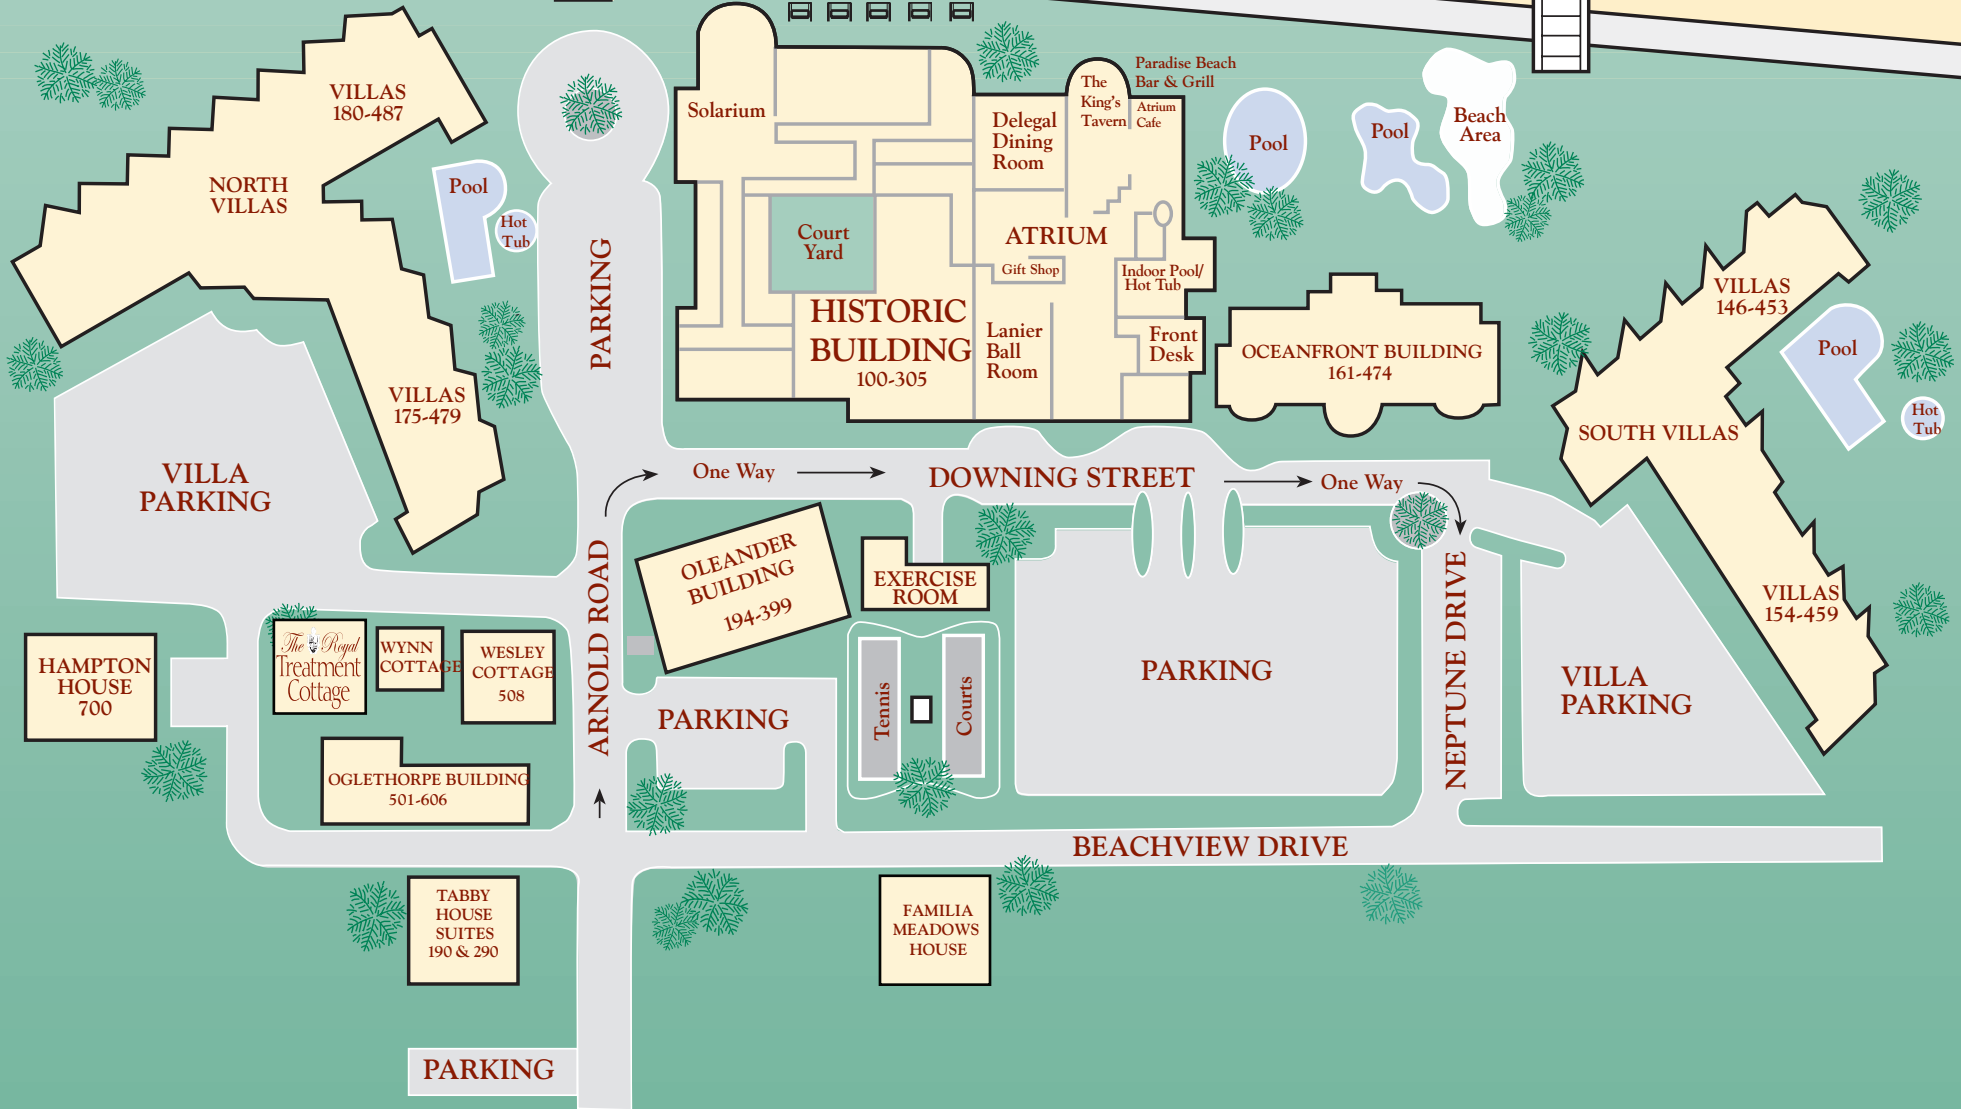 VILLAS
180-487
NORTH
VILLAS
Pool
Hot
Tub
VILLAS
175-479
VILLA
PARKING
PARKING
Solarium
Court
Yard
HISTORIC
BUILDING
100-305
Delegal
Dining
Room
The
King's
Tavern
Paradise Beach
Bar & Grill
Atrium
Cafe
ATRIUM
Gift Shop
Indoor Pool/
Hot Tub
Lanier
Ball
Room
Front
Desk
Pool
Pool
Beach
Area
OCEANFRONT BUILDING
161-474
VILLAS
146-453
Pool
Hot
Tub
SOUTH VILLAS
VILLAS
154-459
VILLA
PARKING
One Way
DOWNING STREET
One Way
NEPTUNE DRIVE
ARNOLD ROAD
OLEANDER
BUILDING
194-399
EXERCISE
ROOM
Tennis
Courts
PARKING
PARKING
HAMPTON
HOUSE
700
The Royal
Treatment
Cottage
WYNN
COTTAGE
WESLEY
COTTAGE
508
OGLETHORPE BUILDING
501-606
BEACHVIEW DRIVE
TABBY
HOUSE
SUITES
190 & 290
FAMILIA
MEADOWS
HOUSE
PARKING